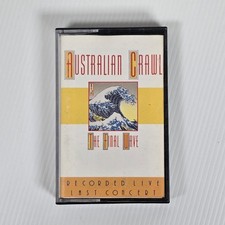 AUSTRALIAN CRAWL
THE FINAL WAVE
RECORDED LIVE
LAST CONCERT